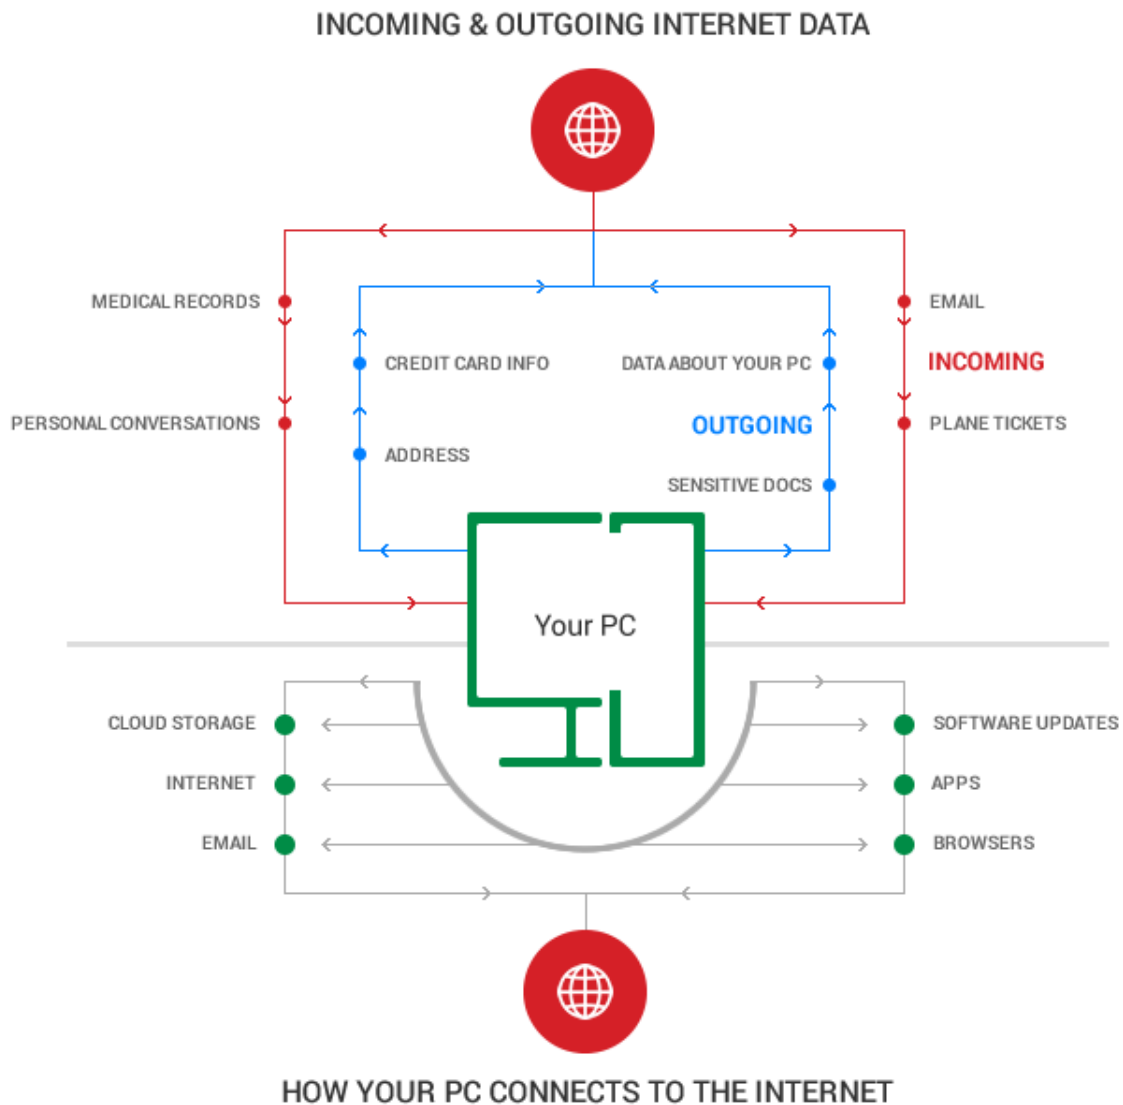 INCOMING & OUTGOING INTERNET DATA
MEDICAL RECORDS
EMAIL
CREDIT CARD INFO
DATA ABOUT YOUR PC
INCOMING
PERSONAL CONVERSATIONS
OUTGOING
PLANE TICKETS
ADDRESS
SENSITIVE DOCS
Your PC
CLOUD STORAGE
SOFTWARE UPDATES
INTERNET
APPS
EMAIL
BROWSERS
HOW YOUR PC CONNECTS TO THE INTERNET